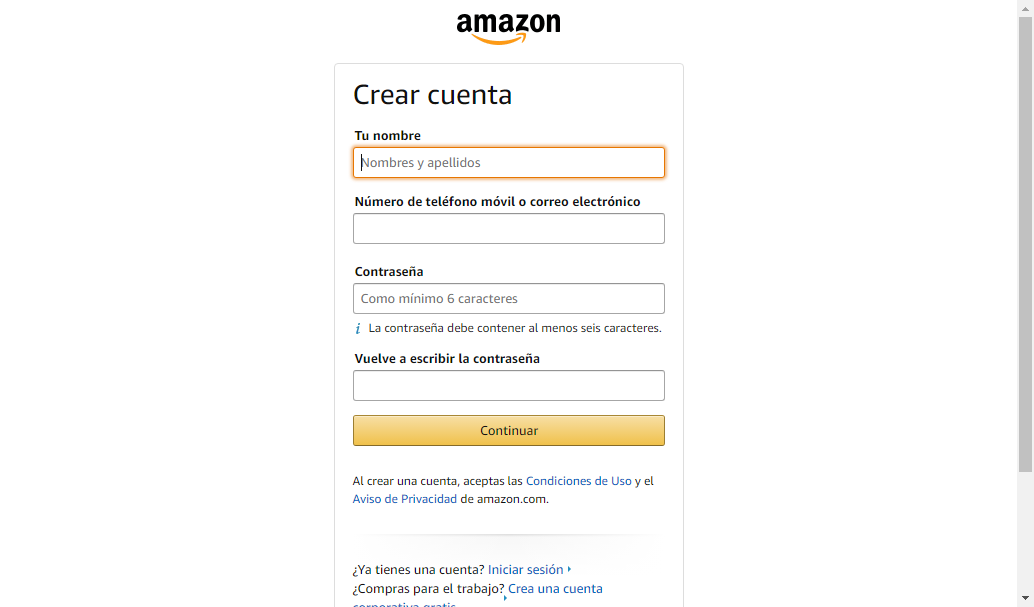 amazon
Crear cuenta
Tu nombre
Nombres y apellidos
Número de teléfono móvil o correo electrónico
Contraseña
Como mínimo 6 caracteres
i La contraseña debe contener al menos seis caracteres.
Vuelve a escribir la contraseña
Continuar
Al crear una cuenta, aceptas las Condiciones de Uso y el
Aviso de Privacidad de amazon.com.
¿Ya tienes una cuenta? Iniciar sesión
¿Compras para el trabajo? Crea una cuenta
corporativa gratis